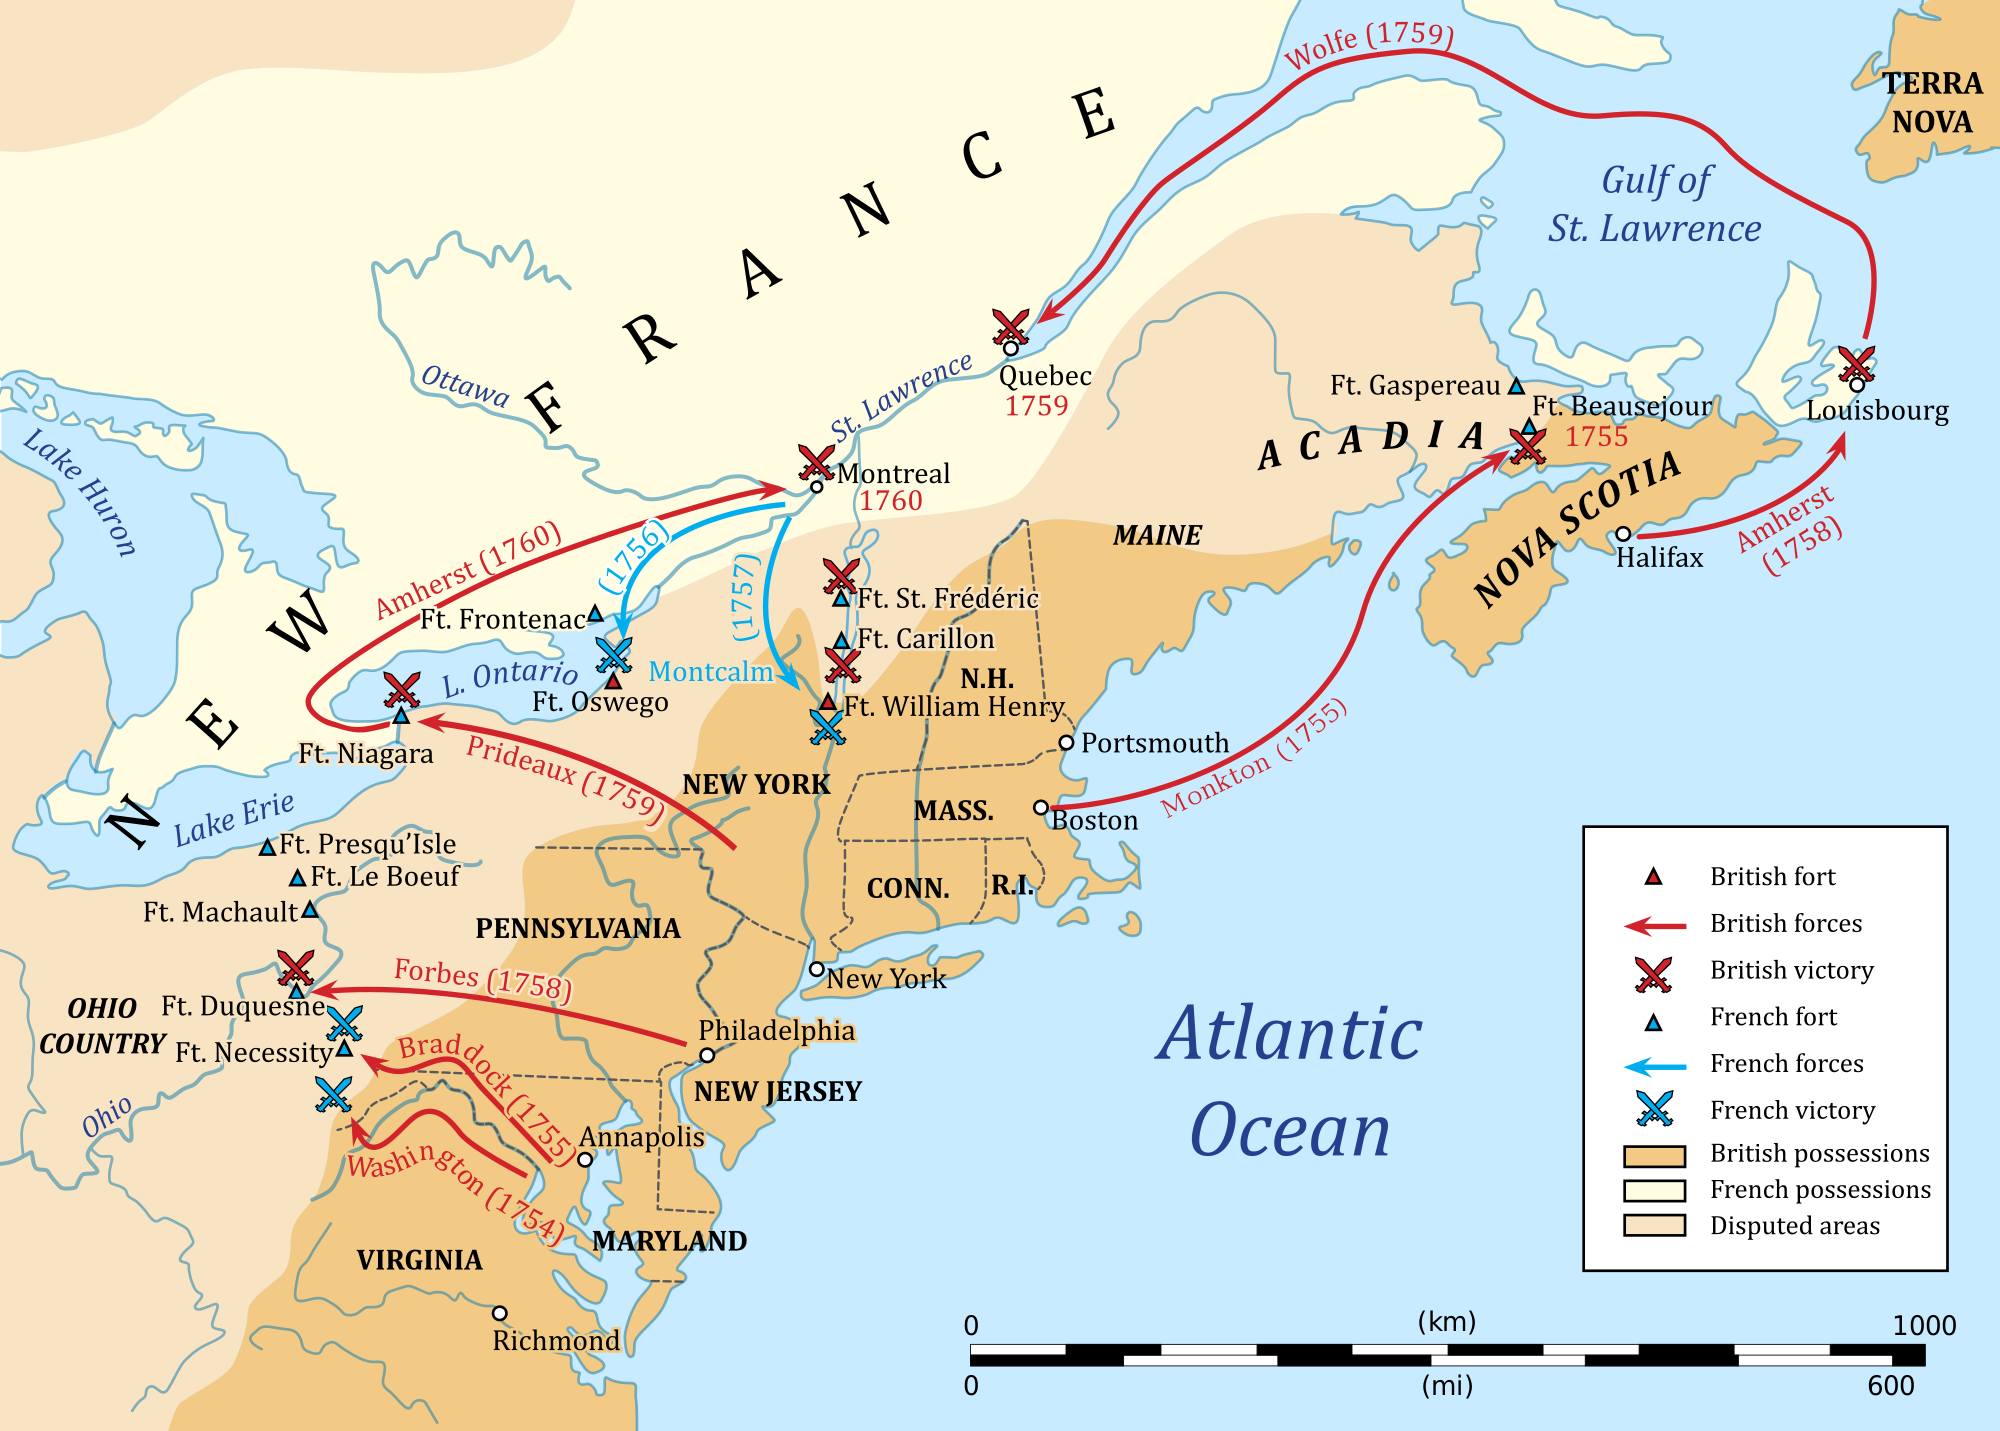 Wolfe (1759)
TERRA
NOVA
NEW FRANCE
Gulf of
St. Lawrence
Ottawa
St. Lawrence
Quebec
1759
Ft. Gaspereau
Ft. Beausejour
1755
Louisbourg
ACADIA
Lake Huron
Montreal
1760
NOVA SCOTIA
Amherst
(1758)
Halifax
MAINE
Amherst (1760)
(1756)
(1757)
Ft. Frontenac
Ft. St. Frédéric
Ft. Carillon
L. Ontario
Montcalm
N.H.
Ft. Oswego
Ft. William Henry
Ft. Niagara
Prideaux (1759)
Portsmouth
Monkton (1755)
NEW YORK
MASS.
Boston
Lake Erie
Ft. Presqu’Isle
Ft. Le Boeuf
Ft. Machault
CONN.
R.I.
PENNSYLVANIA
Forbes (1758)
New York
OHIO
COUNTRY
Ft. Duquesne
Ft. Necessity
Braddock (1755)
Philadelphia
NEW JERSEY
Ohio
Annapolis
Washington (1754)
MARYLAND
VIRGINIA
Richmond
Atlantic
Ocean
British fort
British forces
British victory
French fort
French forces
French victory
British possessions
French possessions
Disputed areas
0 (km) 1000
0 (mi) 600